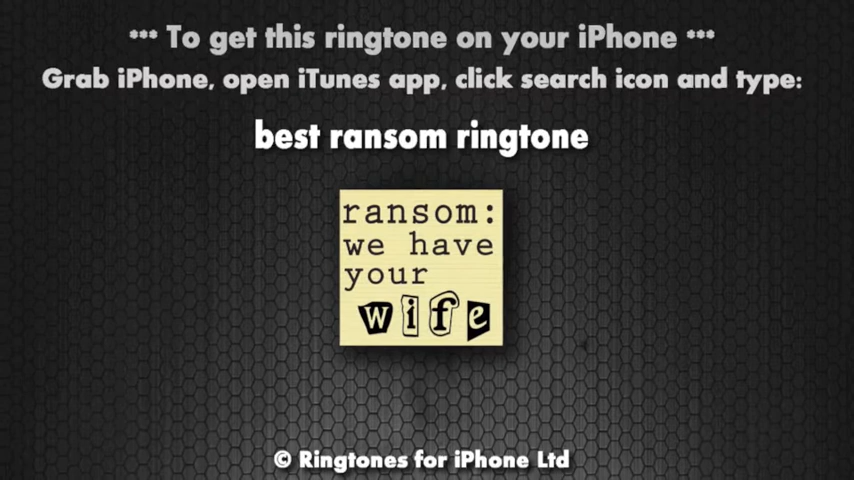 *** To get this ringtone on your iPhone ***
Grab iPhone, open iTunes app, click search icon and type:
best ransom ringtone
ransom:
we have
your
wife
© Ringtones for iPhone Ltd